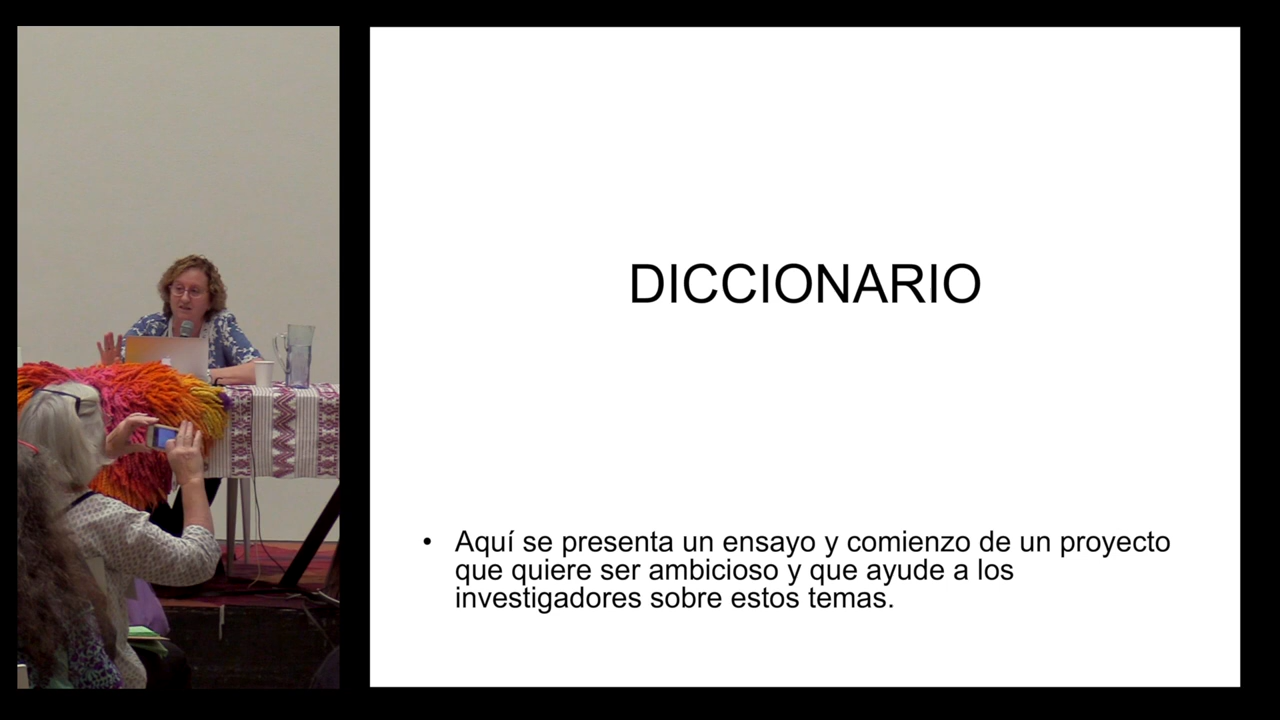 DICCIONARIO
• Aquí se presenta un ensayo y comienzo de un proyecto
que quiere ser ambicioso y que ayude a los
investigadores sobre estos temas.